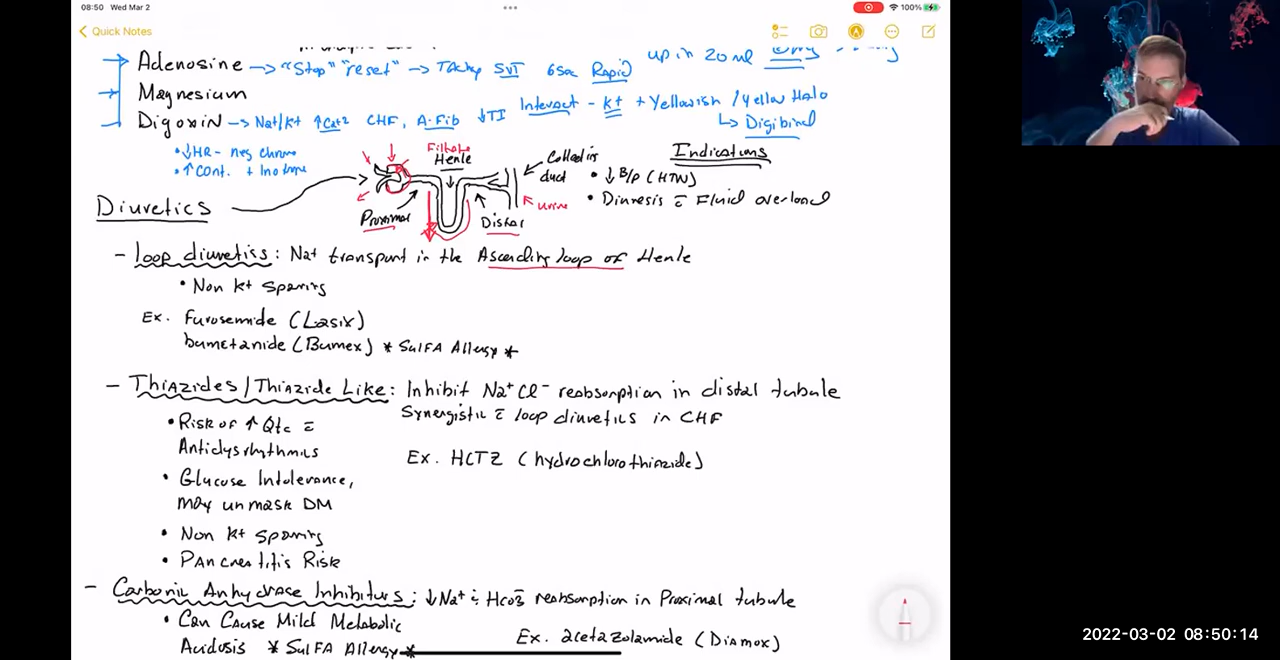 08:50 Wed Mar 2
100%
Quick Notes
Adenosine → "Stop" "reset" → Tachy SVT 6sec Rapid up in 20 ml
Magnesium
Digoxin → Na+/K+ ↑Ca+2 CHF, A-Fib ↓TI Interact - K+ + Yellowish / Yellow Halo
↳ Digibind
• ↓HR - neg chrono
• ↑Cont. + Inotrope
Filtrate
Henle
Collecting duct
Indications
• ↓ B/P (HTN)
• Diuresis c̄ Fluid overload
Urine
Diuretics
Proximal
Distal
- Loop diuretics: Na+ transport in the Ascending loop of Henle
• Non K+ Sparing
Ex. Furosemide (Lasix)
bumetanide (Bumex) * Sulfa Allergy *
- Thiazides/Thiazide Like: Inhibit Na+ Cl- reabsorption in distal tubule
Synergistic c̄ loop diuretics in CHF
• Risk of ↑ Qtc c̄
Antidysrhythmics
Ex. HCTZ (hydrochlorothiazide)
• Glucose Intolerance,
may unmask DM
• Non K+ Sparing
• Pancreatitis Risk
- Carbonic Anhydrase Inhibitors: ↓Na+ & HCO3- reabsorption in Proximal tubule
• Can Cause Mild Metabolic
Acidosis * Sulfa Allergy *
Ex. acetazolamide (Diamox)
2022-03-02 08:50:14